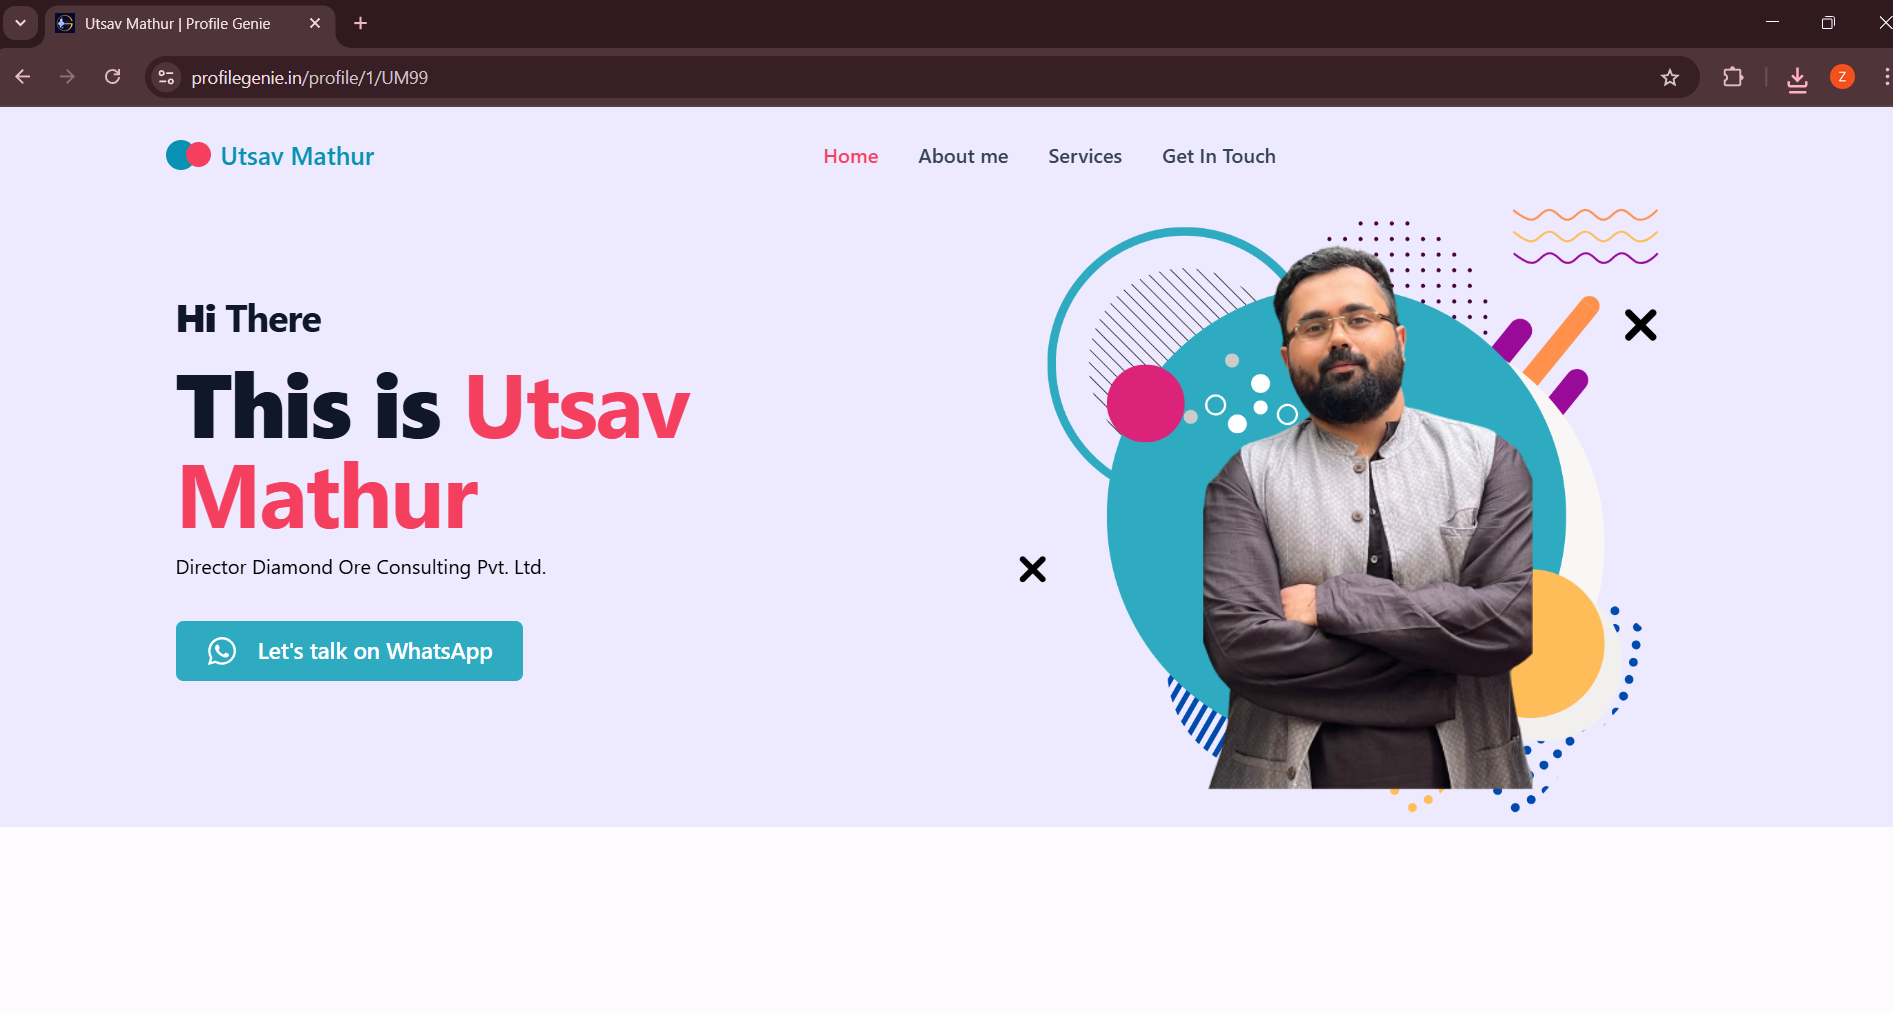 Utsav Mathur | Profile Genie
profilegenie.in/profile/1/UM99
Z
Utsav Mathur
Home About me Services Get In Touch
Hi There
This is Utsav
Mathur
Director Diamond Ore Consulting Pvt. Ltd.
Let's talk on WhatsApp